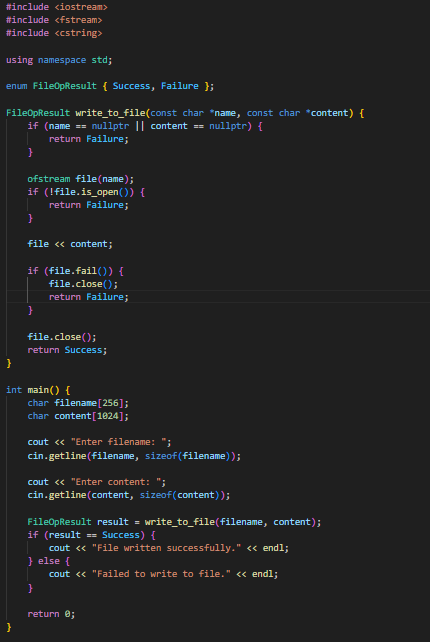 #include <iostream>
#include <fstream>
#include <cstring>

using namespace std;

enum FileOpResult { Success, Failure };

FileOpResult write_to_file(const char *name, const char *content) {
    if (name == nullptr || content == nullptr) {
        return Failure;
    }

    ofstream file(name);
    if (!file.is_open()) {
        return Failure;
    }

    file << content;

    if (file.fail()) {
        file.close();
        return Failure;
    }

    file.close();
    return Success;
}

int main() {
    char filename[256];
    char content[1024];

    cout << "Enter filename: ";
    cin.getline(filename, sizeof(filename));

    cout << "Enter content: ";
    cin.getline(content, sizeof(content));

    FileOpResult result = write_to_file(filename, content);
    if (result == Success) {
        cout << "File written successfully." << endl;
    } else {
        cout << "Failed to write to file." << endl;
    }

    return 0;
}